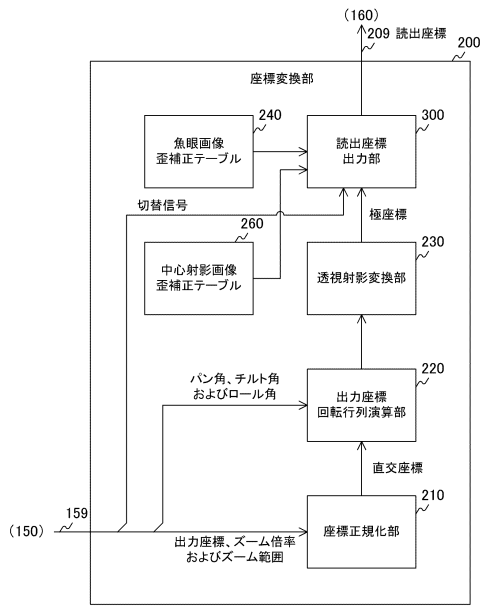 (160)
209 読出座標
200
座標変換部
240
魚眼画像
歪補正テーブル
300
読出座標
出力部
切替信号
極座標
260
中心射影画像
歪補正テーブル
230
透視射影変換部
220
パン角、チルト角
およびロール角
出力座標
回転行列演算部
直交座標
210
159
(150)
座標正規化部
出力座標、ズーム倍率
およびズーム範囲